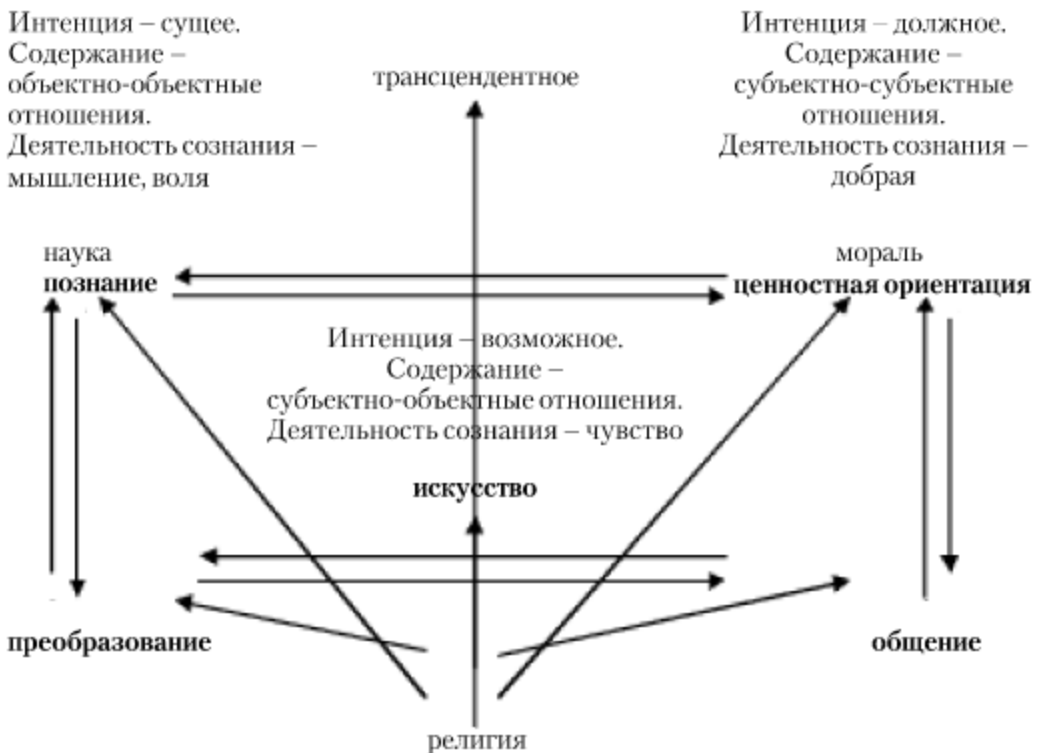 Интенция – сущее.
Содержание –
объектно-объектные
отношения.
Деятельность сознания –
мышление, воля
трансцендентное
Интенция – должное.
Содержание –
субъектно-субъектные
отношения.
Деятельность сознания –
добрая
наука
познание
мораль
ценностная ориентация
Интенция – возможное.
Содержание –
субъектно-объектные отношения.
Деятельность сознания – чувство
искусство
преобразование
общение
религия